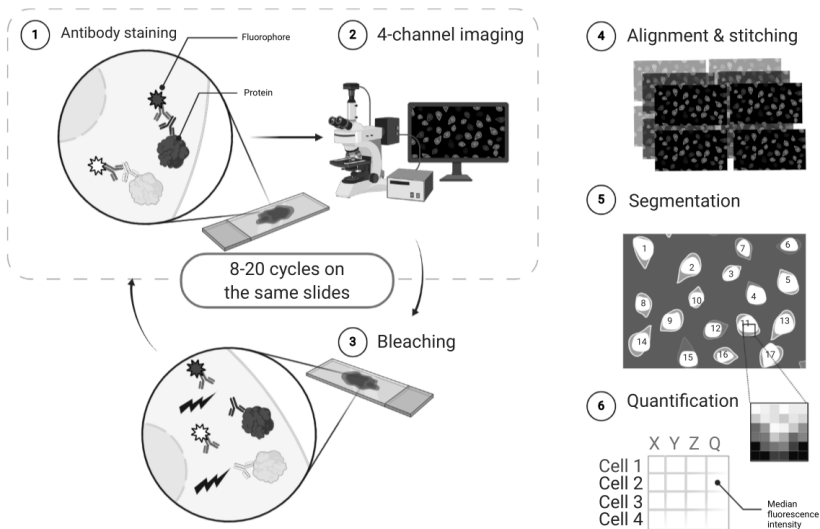 1 Antibody staining
Fluorophore
Protein
2 4-channel imaging
8-20 cycles on
the same slides
3 Bleaching
4 Alignment & stitching
5 Segmentation
1
7
6
2
3
5
4
8
10
9
11
13
12
14
15
16
17
6 Quantification
X Y Z Q
Cell 1
Cell 2
Cell 3
Cell 4
Median
fluorescence
intensity